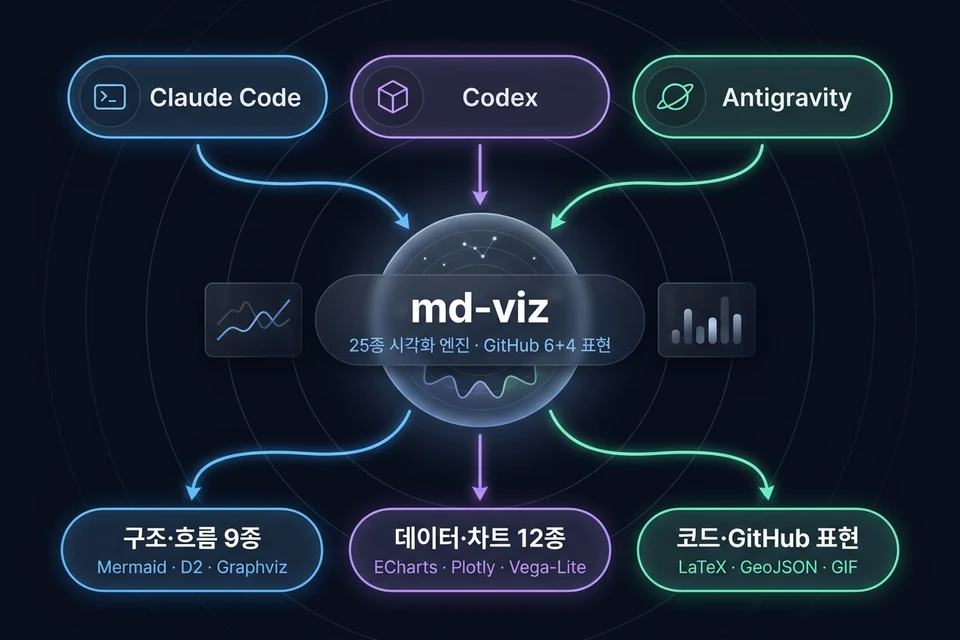 Claude Code
Codex
Antigravity
md-viz
25종 시각화 엔진 · GitHub 6+4 표현
구조·흐름 9종
Mermaid · D2 · Graphviz
데이터·차트 12종
ECharts · Plotly · Vega-Lite
코드·GitHub 표현
LaTeX · GeoJSON · GIF